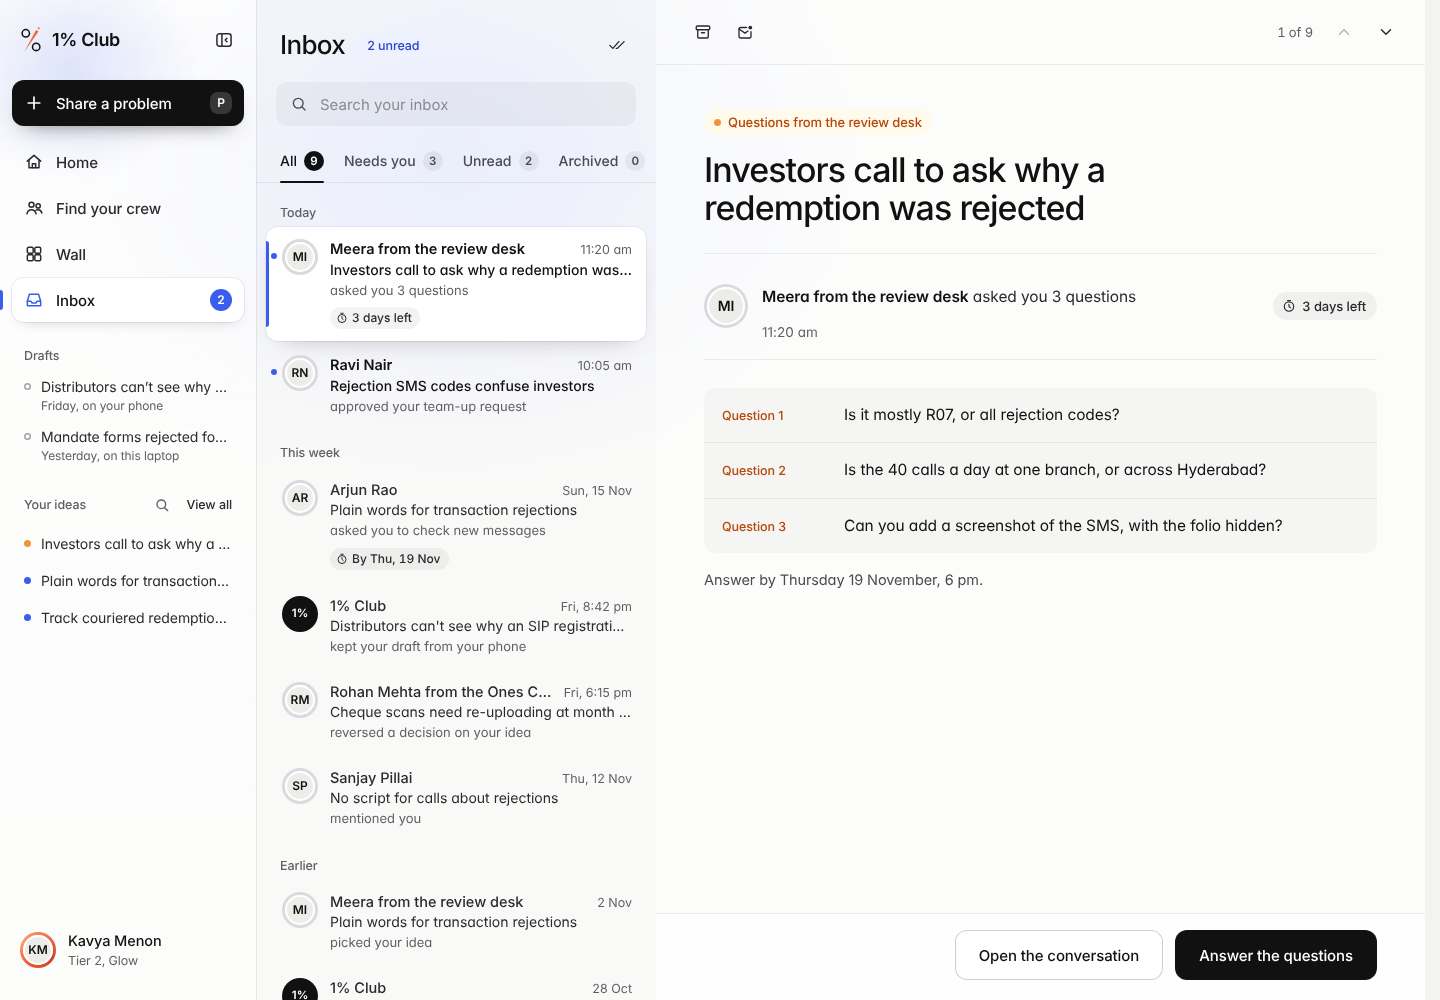 1% Club
Share a problem P
Home
Find your crew
Wall
Inbox 2
Drafts
Distributors can't see why ...
Friday, on your phone
Mandate forms rejected fo...
Yesterday, on this laptop
Your ideas View all
Investors call to ask why a ...
Plain words for transaction...
Track couriered redemptio...
KM Kavya Menon
Tier 2, Glow
Inbox 2 unread
Search your inbox
All 9 Needs you 3 Unread 2 Archived 0
Today
MI Meera from the review desk 11:20 am
Investors call to ask why a redemption was...
asked you 3 questions
3 days left
RN Ravi Nair 10:05 am
Rejection SMS codes confuse investors
approved your team-up request
This week
AR Arjun Rao Sun, 15 Nov
Plain words for transaction rejections
asked you to check new messages
By Thu, 19 Nov
1% 1% Club Fri, 8:42 pm
Distributors can't see why an SIP registrati...
kept your draft from your phone
RM Rohan Mehta from the Ones C... Fri, 6:15 pm
Cheque scans need re-uploading at month ...
reversed a decision on your idea
SP Sanjay Pillai Thu, 12 Nov
No script for calls about rejections
mentioned you
Earlier
MI Meera from the review desk 2 Nov
Plain words for transaction rejections
picked your idea
1% 1% Club 28 Oct
1 of 9
Questions from the review desk
Investors call to ask why a
redemption was rejected
MI Meera from the review desk asked you 3 questions
11:20 am
3 days left
Question 1 Is it mostly R07, or all rejection codes?
Question 2 Is the 40 calls a day at one branch, or across Hyderabad?
Question 3 Can you add a screenshot of the SMS, with the folio hidden?
Answer by Thursday 19 November, 6 pm.
Open the conversation Answer the questions